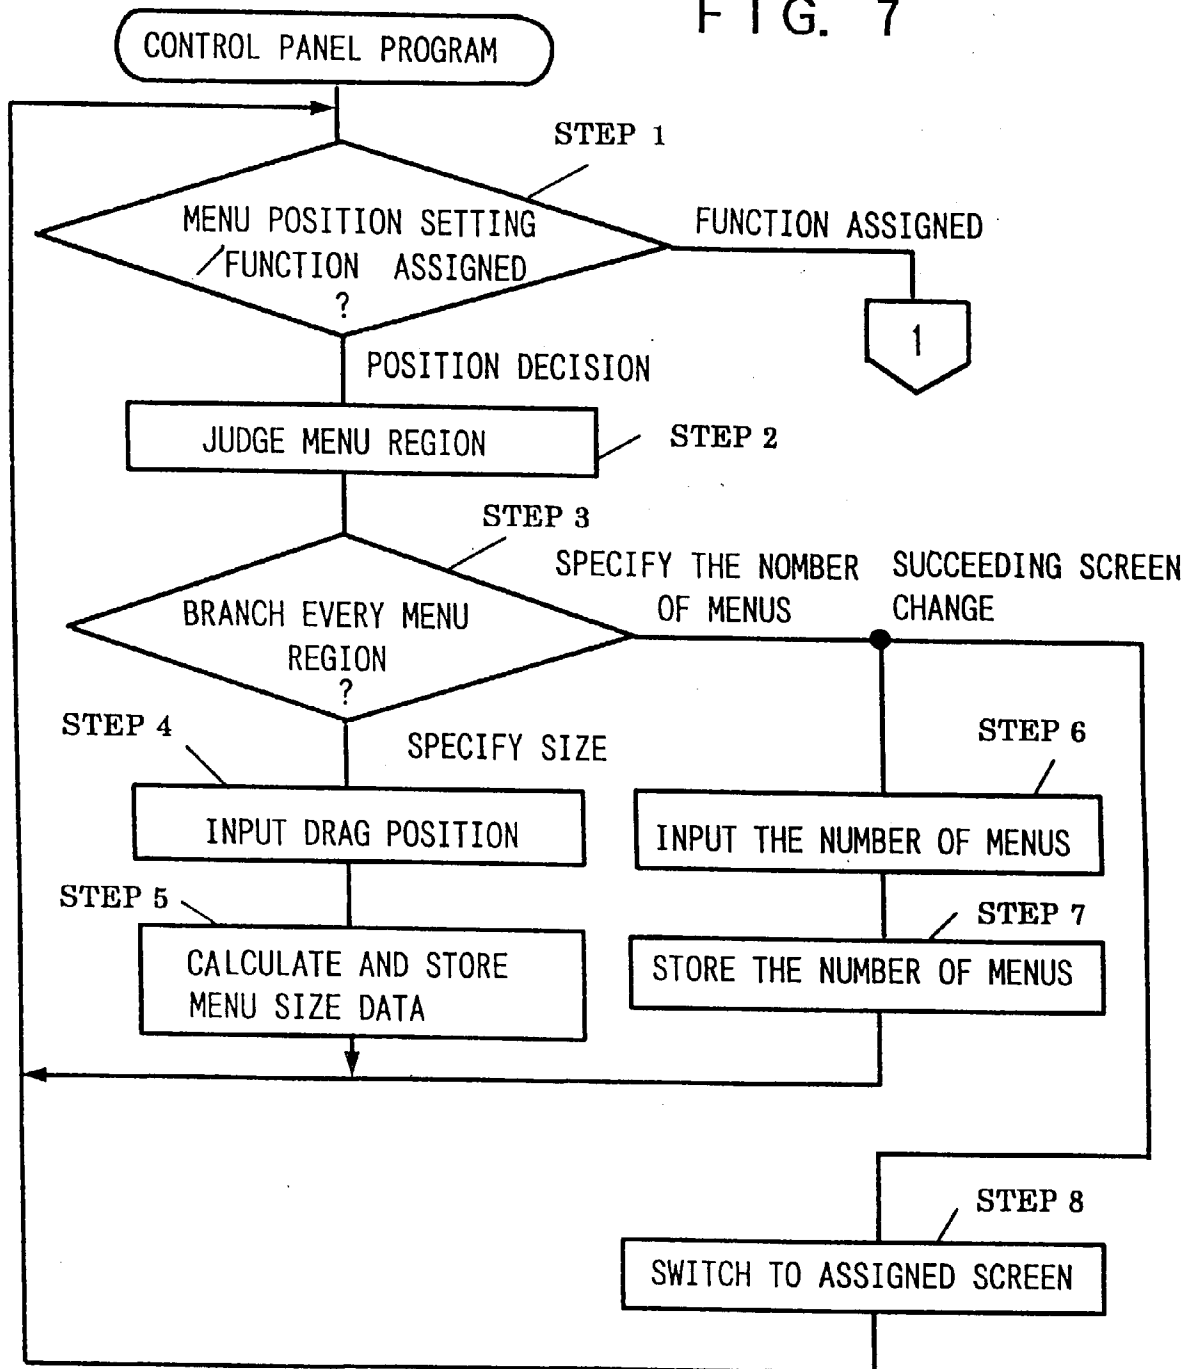 FIG. 7
CONTROL PANEL PROGRAM
STEP 1
MENU POSITION SETTING
/FUNCTION ASSIGNED
?
FUNCTION ASSIGNED
1
POSITION DECISION
JUDGE MENU REGION
STEP 2
STEP 3
BRANCH EVERY MENU
REGION
?
SPECIFY THE NOMBER
OF MENUS
SUCCEEDING SCREEN
CHANGE
STEP 4
SPECIFY SIZE
INPUT DRAG POSITION
STEP 6
INPUT THE NUMBER OF MENUS
STEP 5
CALCULATE AND STORE
MENU SIZE DATA
STEP 7
STORE THE NUMBER OF MENUS
STEP 8
SWITCH TO ASSIGNED SCREEN